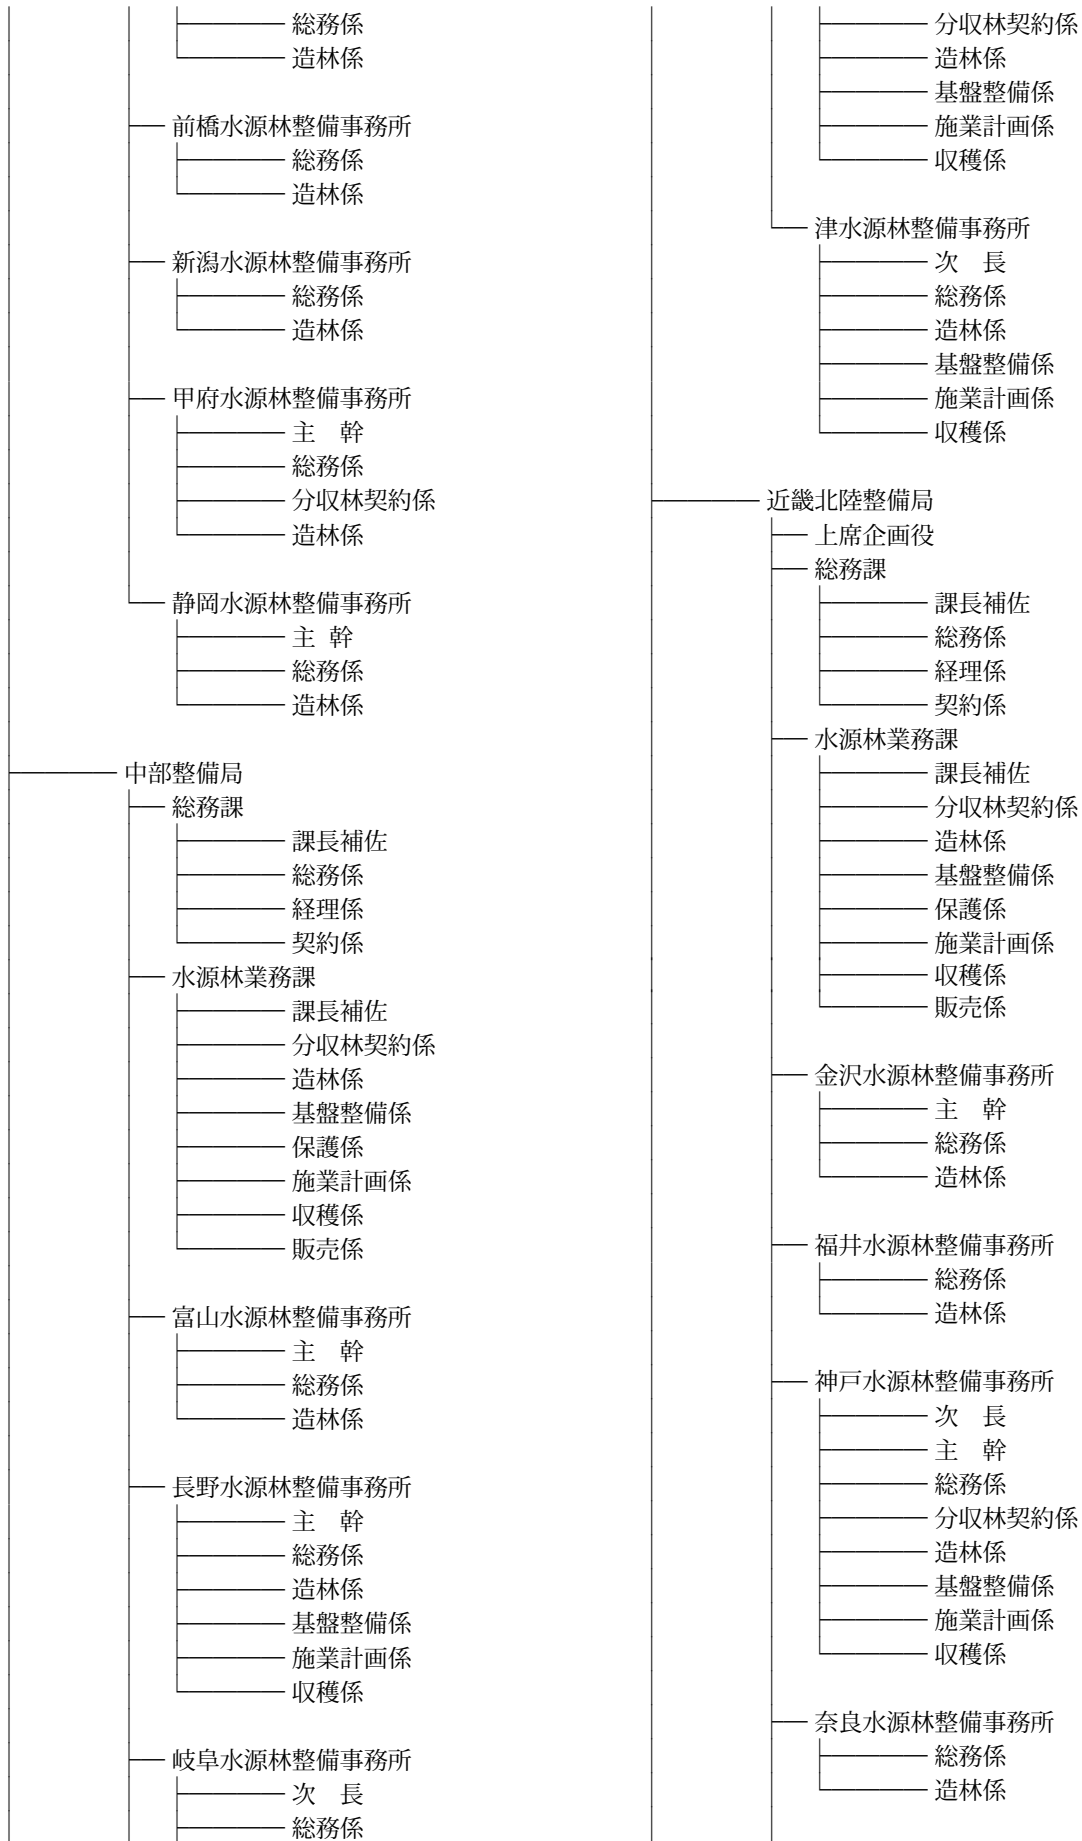 総務係
造林係
前橋水源林整備事務所
総務係
造林係
新潟水源林整備事務所
総務係
造林係
甲府水源林整備事務所
主　幹
総務係
分収林契約係
造林係
静岡水源林整備事務所
主 幹
総務係
造林係
中部整備局
総務課
課長補佐
総務係
経理係
契約係
水源林業務課
課長補佐
分収林契約係
造林係
基盤整備係
保護係
施業計画係
収穫係
販売係
富山水源林整備事務所
主　幹
総務係
造林係
長野水源林整備事務所
主　幹
総務係
造林係
基盤整備係
施業計画係
収穫係
岐阜水源林整備事務所
次　長
総務係
分収林契約係
造林係
基盤整備係
施業計画係
収穫係
津水源林整備事務所
次　長
総務係
造林係
基盤整備係
施業計画係
収穫係
近畿北陸整備局
上席企画役
総務課
課長補佐
総務係
経理係
契約係
水源林業務課
課長補佐
分収林契約係
造林係
基盤整備係
保護係
施業計画係
収穫係
販売係
金沢水源林整備事務所
主　幹
総務係
造林係
福井水源林整備事務所
総務係
造林係
神戸水源林整備事務所
次　長
主　幹
総務係
分収林契約係
造林係
基盤整備係
施業計画係
収穫係
奈良水源林整備事務所
総務係
造林係